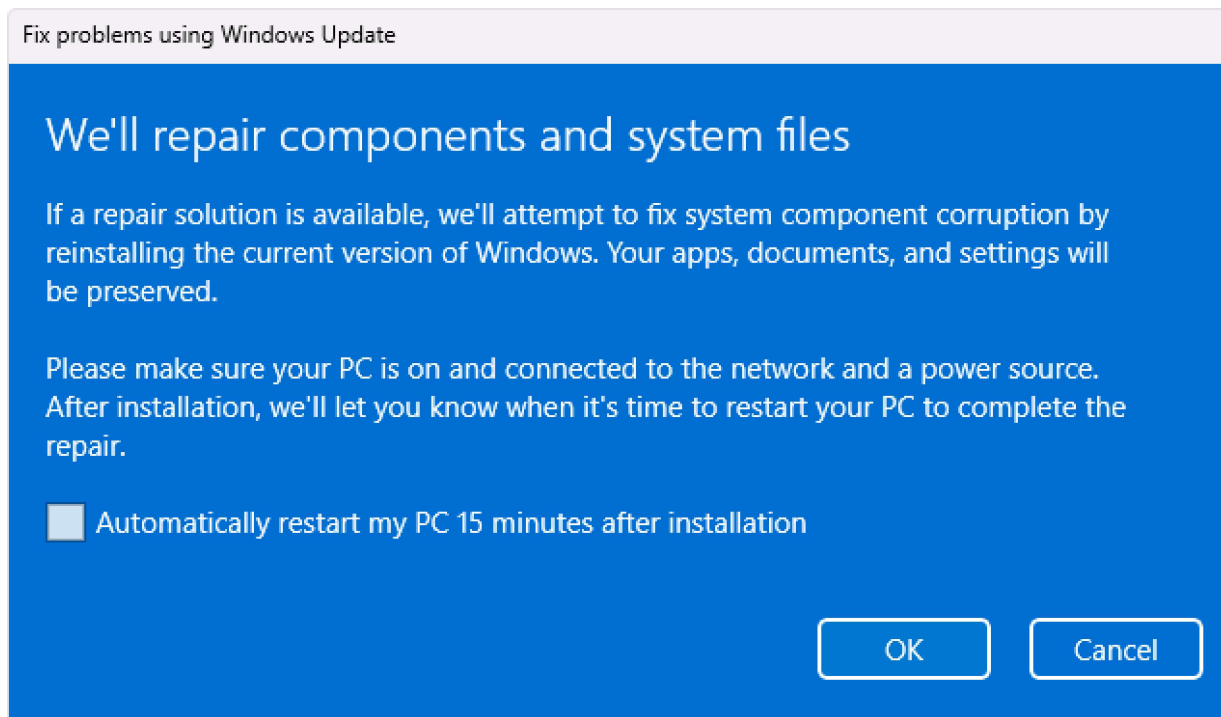 Fix problems using Windows Update
We'll repair components and system files
If a repair solution is available, we'll attempt to fix system component corruption by
reinstalling the current version of Windows. Your apps, documents, and settings will
be preserved.
Please make sure your PC is on and connected to the network and a power source.
After installation, we'll let you know when it's time to restart your PC to complete the
repair.
Automatically restart my PC 15 minutes after installation
OK
Cancel